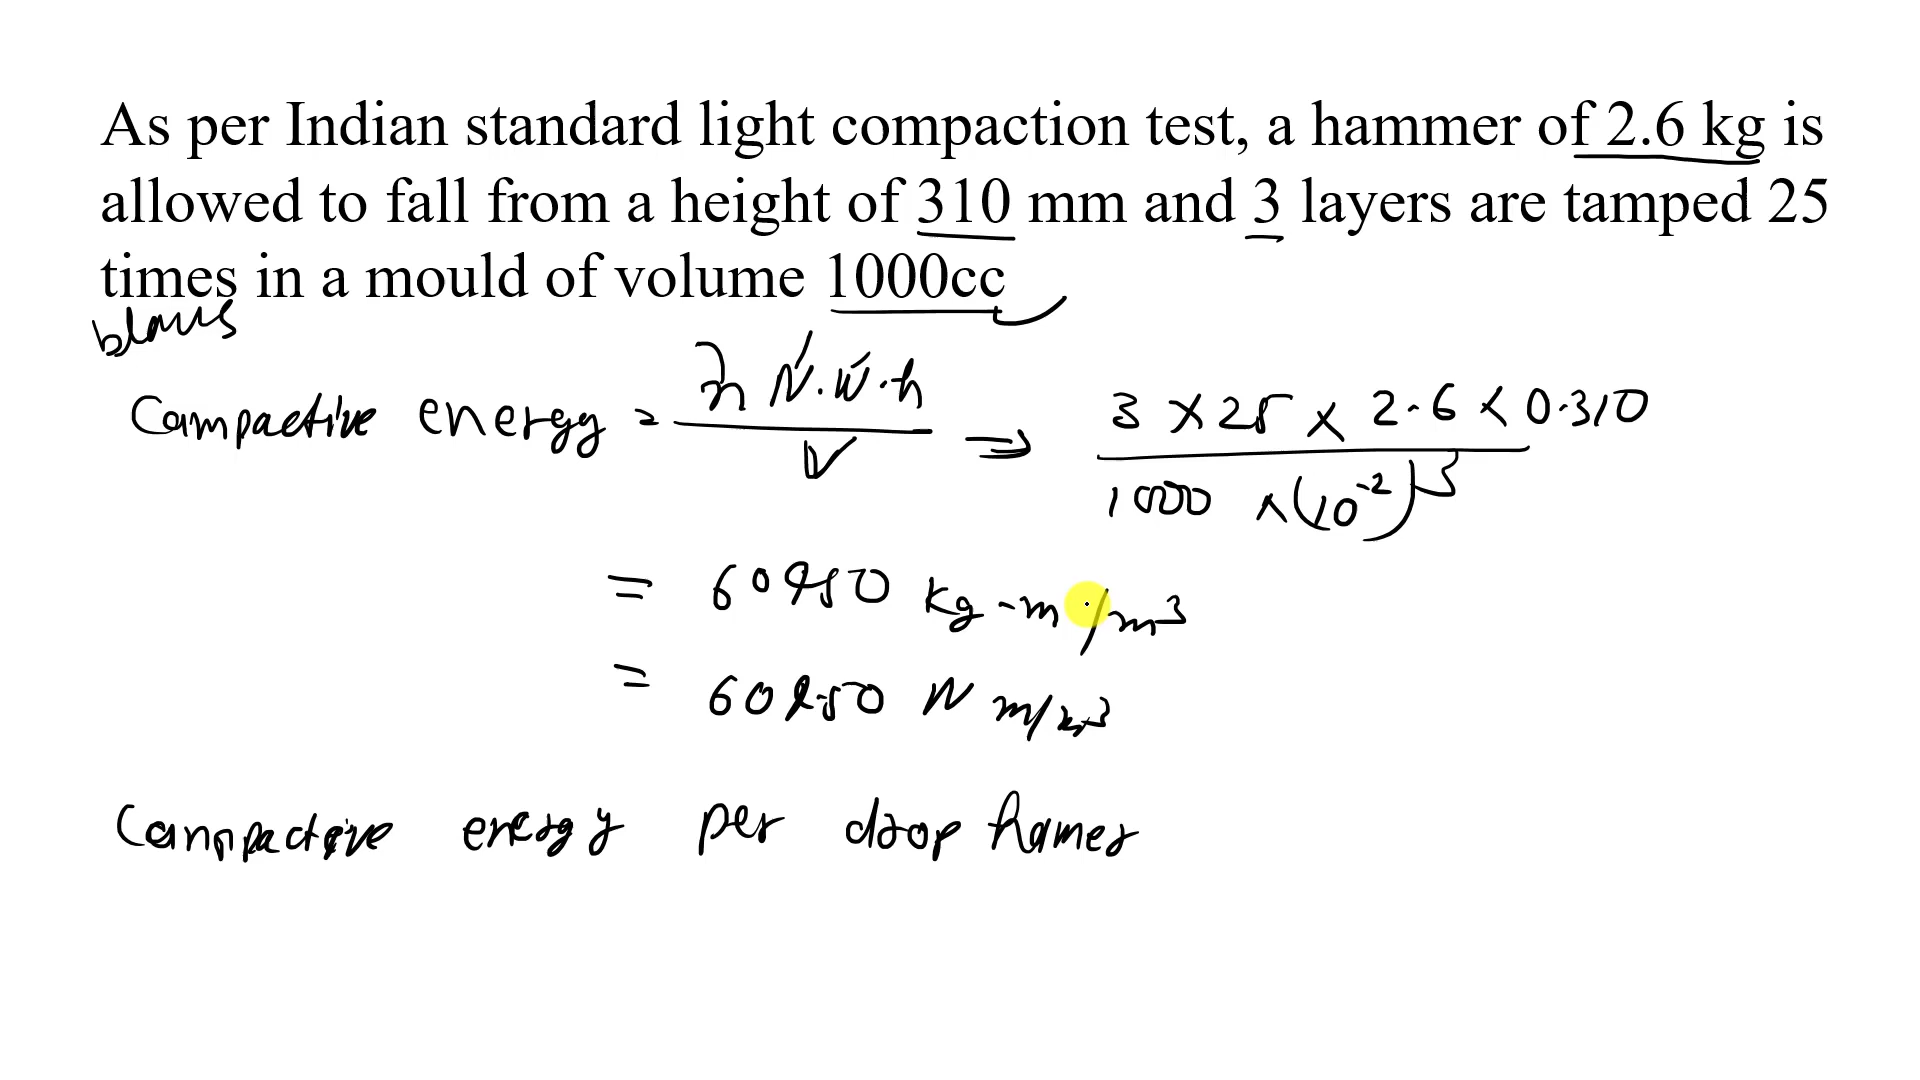 As per Indian standard light compaction test, a hammer of 2.6 kg is
allowed to fall from a height of 310 mm and 3 layers are tamped 25
times in a mould of volume 1000cc
blows
Compactive energy = n N.W.h / V ⇒ 3 × 25 × 2.6 × 0.310 / 1000 × (10⁻²)³
= 60450 kg-m/m³
= 60450 N m/m³
Compactive energy per drop hamer